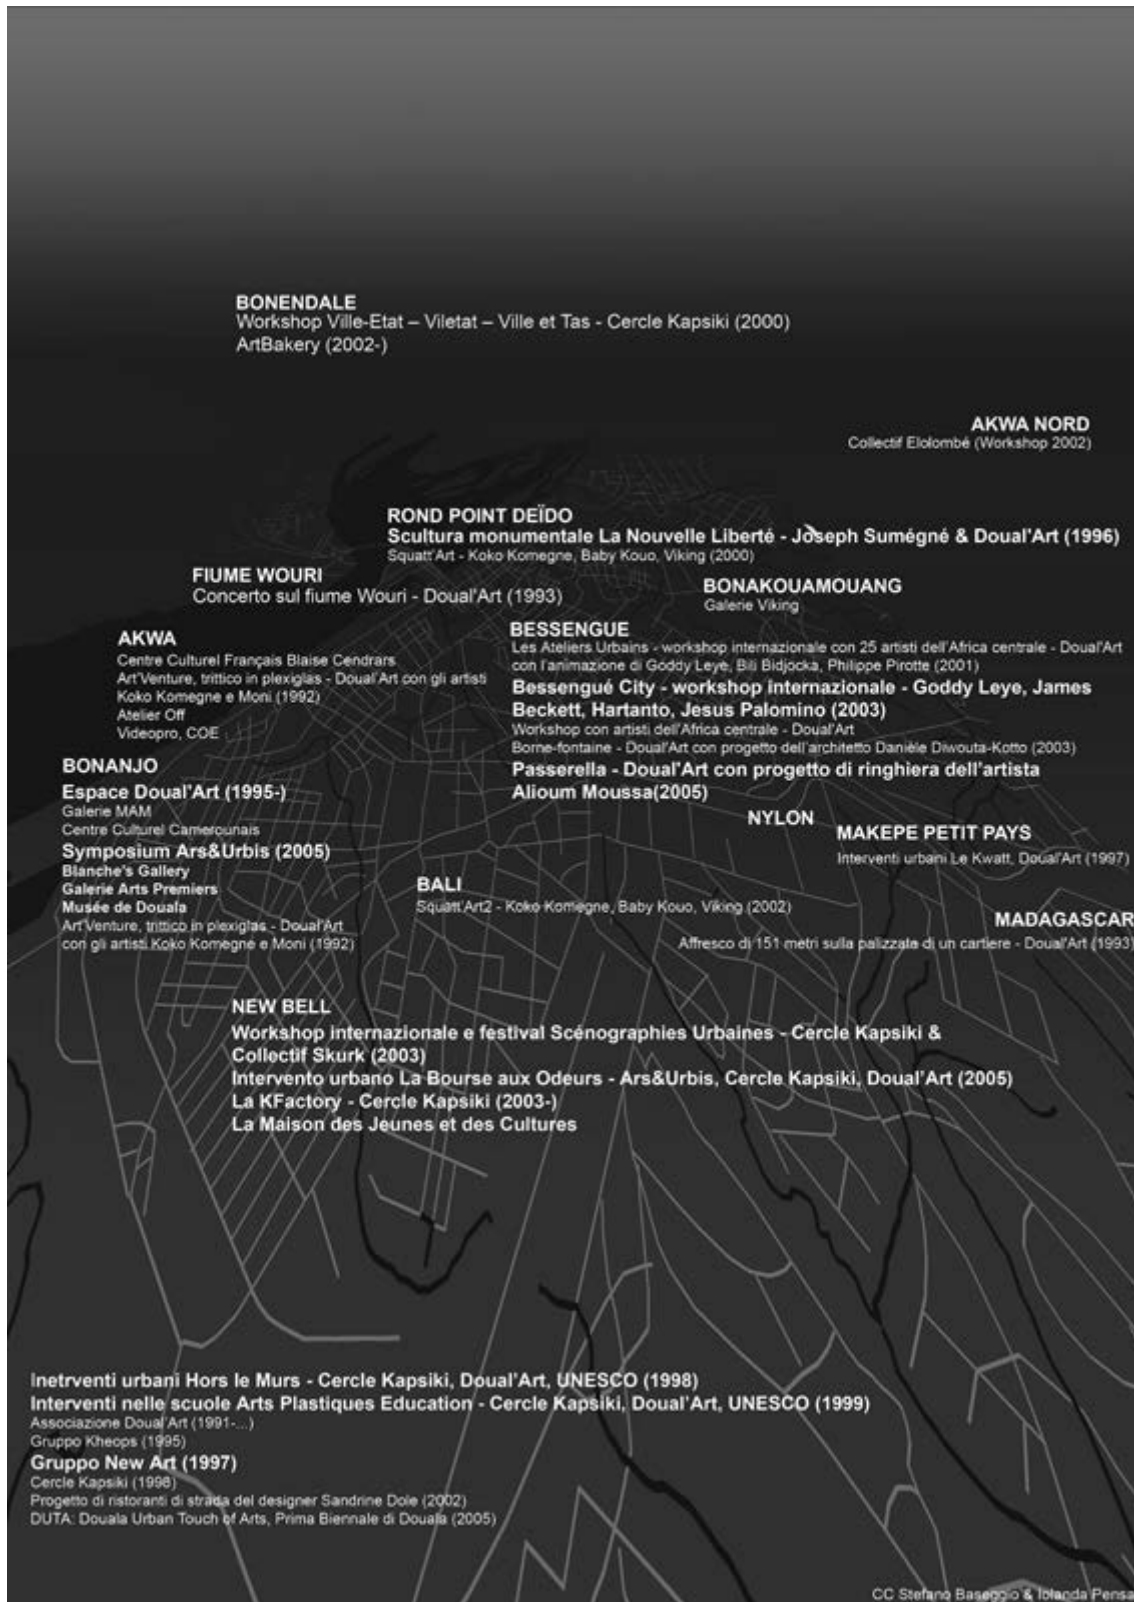 BONENDALE
Workshop Ville-Etat – Viletat – Ville et Tas - Cercle Kapsiki (2000)
ArtBakery (2002-)
AKWA NORD
Collectif Elolombé (Workshop 2002)
ROND POINT DEÏDO
Scultura monumentale La Nouvelle Liberté - Joseph Sumégné & Doual'Art (1996)
Squatt'Art - Koko Komegne, Baby Kouo, Viking (2000)
FIUME WOURI
Concerto sul fiume Wouri - Doual'Art (1993)
BONAKOUAMOUANG
Galerie Viking
AKWA
Centre Culturel Français Blaise Cendrars
Art'Venture, trittico in plexiglas - Doual'Art con gli artisti
Koko Komegne e Moni (1992)
Atelier Off
Videopro, COE
BESSENGUE
Les Ateliers Urbains - workshop internazionale con 25 artisti dell'Africa centrale - Doual'Art
con l'animazione di Goddy Leye, Bili Bidjocka, Philippe Pirotte (2001)
Bessengué City - workshop internazionale - Goddy Leye, James
Beckett, Hartanto, Jesus Palomino (2003)
Workshop con artisti dell'Africa centrale - Doual'Art
Borne-fontaine - Doual'Art con progetto dell'architetto Danièle Diwouta-Kotto (2003)
Passerella - Doual'Art con progetto di ringhiera dell'artista
Alioum Moussa(2005)
BONANJO
Espace Doual'Art (1995-)
Galerie MAM
Centre Culturel Camerounais
Symposium Ars&Urbis (2005)
Blanche's Gallery
Galerie Arts Premiers
Musée de Douala
Art'Venture, trittico in plexiglas - Doual'Art
con gli artisti Koko Komegne e Moni (1992)
NYLON
MAKEPE PETIT PAYS
Interventi urbani Le Kwatt, Doual'Art (1997)
BALI
Squatt'Art2 - Koko Komegne, Baby Kouo, Viking (2002)
MADAGASCAR
Affresco di 151 metri sulla palizzata di un cartiere - Doual'Art (1993)
NEW BELL
Workshop internazionale e festival Scénographies Urbaines - Cercle Kapsiki &
Collectif Skurk (2003)
Intervento urbano La Bourse aux Odeurs - Ars&Urbis, Cercle Kapsiki, Doual'Art (2005)
La KFactory - Cercle Kapsiki (2003-)
La Maison des Jeunes et des Cultures
Inetrventi urbani Hors le Murs - Cercle Kapsiki, Doual'Art, UNESCO (1998)
Interventi nelle scuole Arts Plastiques Education - Cercle Kapsiki, Doual'Art, UNESCO (1999)
Associazione Doual'Art (1991-...)
Gruppo Kheops (1995)
Gruppo New Art (1997)
Cercle Kapsiki (1998)
Progetto di ristoranti di strada del designer Sandrine Dole (2002)
DUTA: Douala Urban Touch of Arts, Prima Biennale di Douala (2005)
CC Stefano Baseggio & Iolanda Pensa